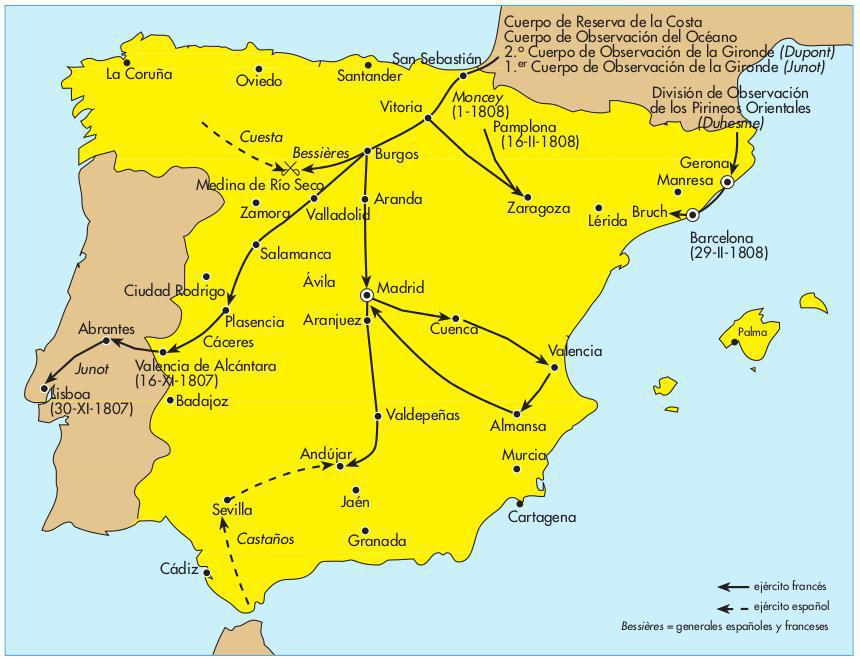 Cuerpo de Reserva de la Costa
Cuerpo de Observación del Océano
2.º Cuerpo de Observación de la Gironde (Dupont)
1.er Cuerpo de Observación de la Gironde (Junot)
San Sebastián
La Coruña
Oviedo
Santander
División de Observación
de los Pirineos Orientales
(Duhesme)
Vitoria
Moncey
(1-1808)
Pamplona
(16-II-1808)
Cuesta
Bessières
Burgos
Gerona
Manresa
Medina de Río Seco
Zamora
Valladolid
Aranda
Zaragoza
Lérida
Bruch
Barcelona
(29-II-1808)
Salamanca
Ciudad Rodrigo
Ávila
Madrid
Plasencia
Aranjuez
Cuenca
Palma
Abrantes
Cáceres
Valencia
Junot
Valencia de Alcántara
(16-XI-1807)
Lisboa
(30-XI-1807)
Badajoz
Valdepeñas
Almansa
Andújar
Murcia
Sevilla
Jaén
Cartagena
Castaños
Granada
Cádiz
ejército francés
ejército español
Bessières = generales españoles y franceses